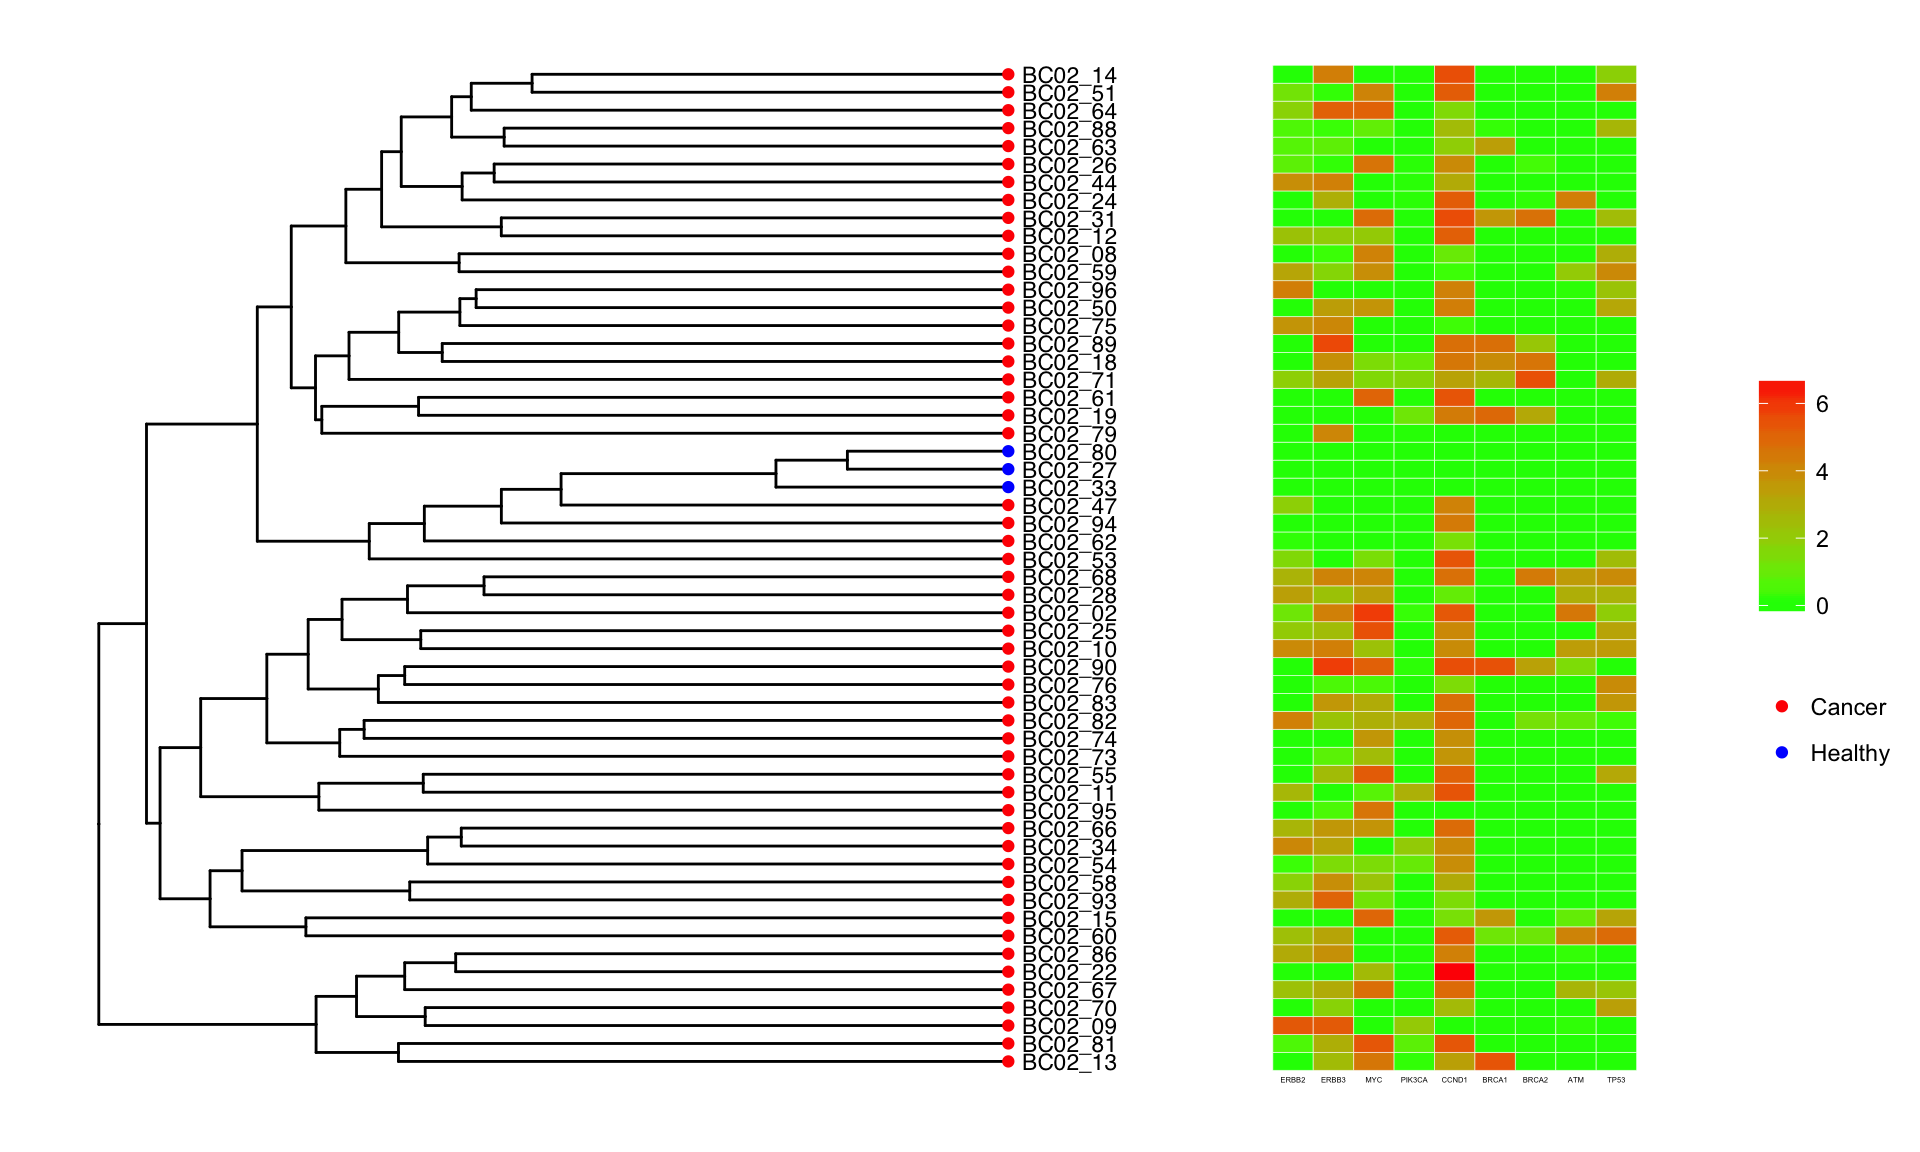 BC02_14
BC02_51
BC02_64
BC02_88
BC02_63
BC02_26
BC02_44
BC02_24
BC02_31
BC02_12
BC02_08
BC02_59
BC02_96
BC02_50
BC02_75
BC02_89
BC02_18
BC02_71
BC02_61
BC02_19
BC02_79
BC02_80
BC02_27
BC02_33
BC02_47
BC02_94
BC02_62
BC02_53
BC02_68
BC02_28
BC02_02
BC02_25
BC02_10
BC02_90
BC02_76
BC02_83
BC02_82
BC02_74
BC02_73
BC02_55
BC02_11
BC02_95
BC02_66
BC02_34
BC02_54
BC02_58
BC02_93
BC02_15
BC02_60
BC02_86
BC02_22
BC02_67
BC02_70
BC02_09
BC02_81
BC02_13
ERBB2 ERBB3 MYC PIK3CA CCND1 BRCA1 BRCA2 ATM TP53
6
4
2
0
Cancer
Healthy